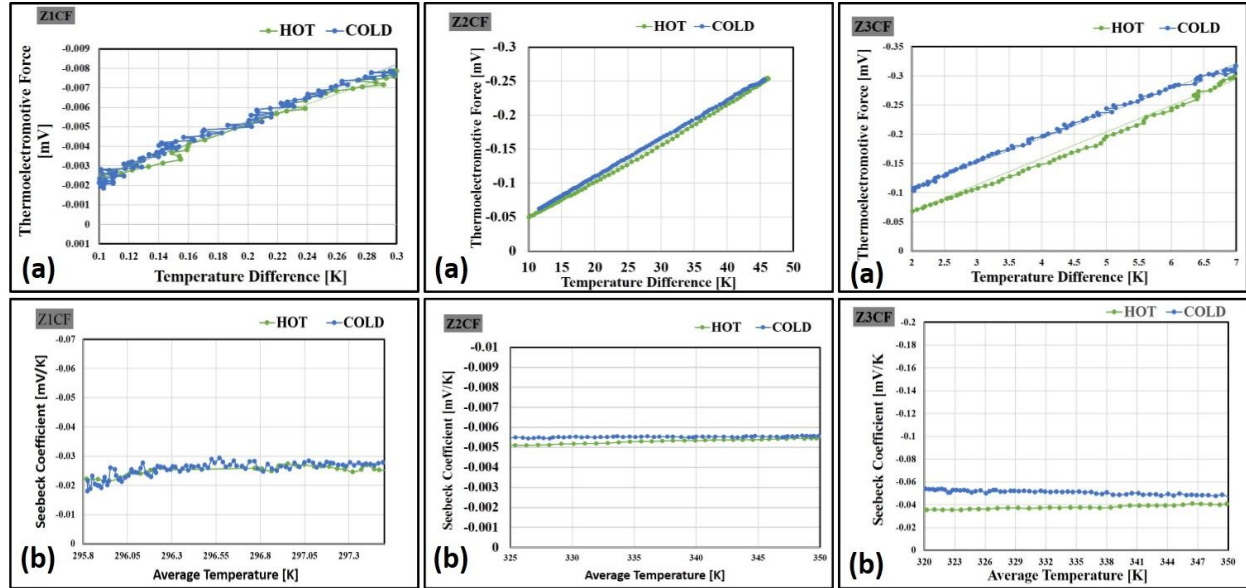 Z1CF
HOT COLD
Thermoelectromotive Force
[mV]
-0.009
-0.008
-0.007
-0.006
-0.005
-0.004
-0.003
-0.002
-0.001
0
0.001
0.1 0.12 0.14 0.16 0.18 0.2 0.22 0.24 0.26 0.28 0.3
(a)
Temperature Difference [K]
Z2CF
HOT COLD
Thermoelectromotive Force [mV]
-0.3
-0.25
-0.2
-0.15
-0.1
-0.05
0
10 15 20 25 30 35 40 45 50
(a)
Temperature Difference [K]
Z3CF
HOT COLD
Thermoelectromotive Force [mV]
-0.35
-0.3
-0.25
-0.2
-0.15
-0.1
-0.05
0
2 2.5 3 3.5 4 4.5 5 5.5 6 6.5 7
(a)
Temperature Difference [K]
Z1CF
HOT COLD
Seebeck Coefficient [mV/K]
-0.07
-0.06
-0.05
-0.04
-0.03
-0.02
-0.01
0
295.8 296.05 296.3 296.55 296.8 297.05 297.3
(b)
Average Temperature [K]
Z2CF
HOT COLD
Seebeck Coefficient [mV/K]
-0.01
-0.009
-0.008
-0.007
-0.006
-0.005
-0.004
-0.003
-0.002
-0.001
0
325 330 335 340 345 350
(b)
Average Temperature [K]
Z3CF
HOT COLD
Seebeck Coefficient [mV/K
-0.2
-0.18
-0.16
-0.14
-0.12
-0.1
-0.08
-0.06
-0.04
-0.02
0
320 323 326 329 332 335 338 341 344 347 350
(b)
Average Temperature [K]